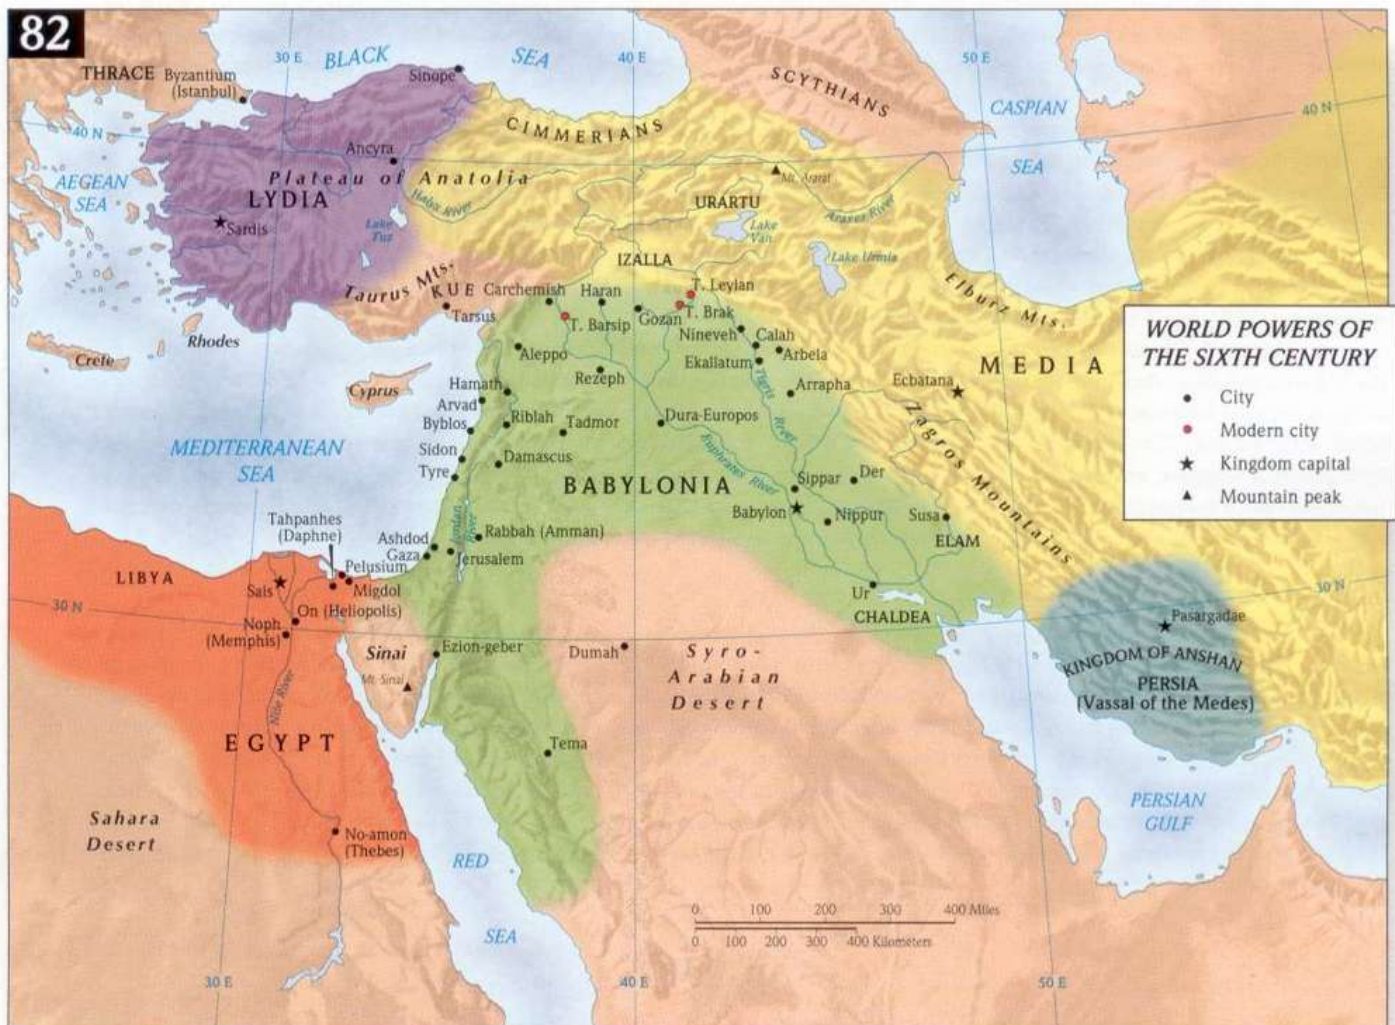 82
THRACE
Byzantium
(Istanbul)
30 E
BLACK
SEA
Sinope
40 E
50 E
SCYTHIANS
CASPIAN
SEA
40 N
40 N
CIMMERIANS
AEGEAN
SEA
Ancyra
Plateau of Anatolia
LYDIA
Sardis
Halys River
Lake
Tuz
Mt. Ararat
URARTU
Araxes River
Lake
Van
Lake Urmia
IZALLA
Elburz Mts.
Taurus Mts.
KUE
Tarsus
Carchemish
Haran
T. Leylan
T. Barsip
Gozan
T. Brak
Nineveh
Calah
Ekallatum
Arbela
Rhodes
Crete
Cyprus
Aleppo
Rezeph
Tigris River
Arrapha
Ecbatana
MEDIA
Hamath
Arvad
Byblos
Riblah
Tadmor
Dura-Europos
Zagros Mountains
MEDITERRANEAN
SEA
Sidon
Tyre
Damascus
BABYLONIA
Euphrates River
Sippar
Der
Babylon
Nippur
Susa
ELAM
Tahpanhes
(Daphne)
Ashdod
Gaza
Jordan
River
Rabbah (Amman)
Jerusalem
LIBYA
Sais
Pelusium
Migdol
30 N
30 N
On (Heliopolis)
Noph
(Memphis)
Ur
CHALDEA
Sinai
Mt. Sinai
Ezion-geber
Dumah
Syro-
Arabian
Desert
Pasargadae
KINGDOM OF ANSHAN
PERSIA
(Vassal of the Medes)
Nile River
EGYPT
Tema
PERSIAN
GULF
Sahara
Desert
No-amon
(Thebes)
RED
SEA
0 100 200 300 400 Miles
0 100 200 300 400 Kilometers
30 E
40 E
50 E
WORLD POWERS OF
THE SIXTH CENTURY
City
Modern city
Kingdom capital
Mountain peak